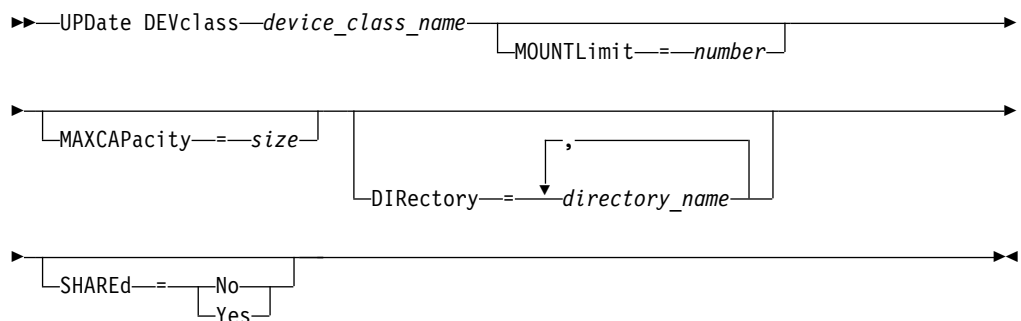 UPDate DEVclass device_class_name
MOUNTLimit = number
MAXCAPacity = size
,
DIRectory = directory_name
SHAREd = No
Yes